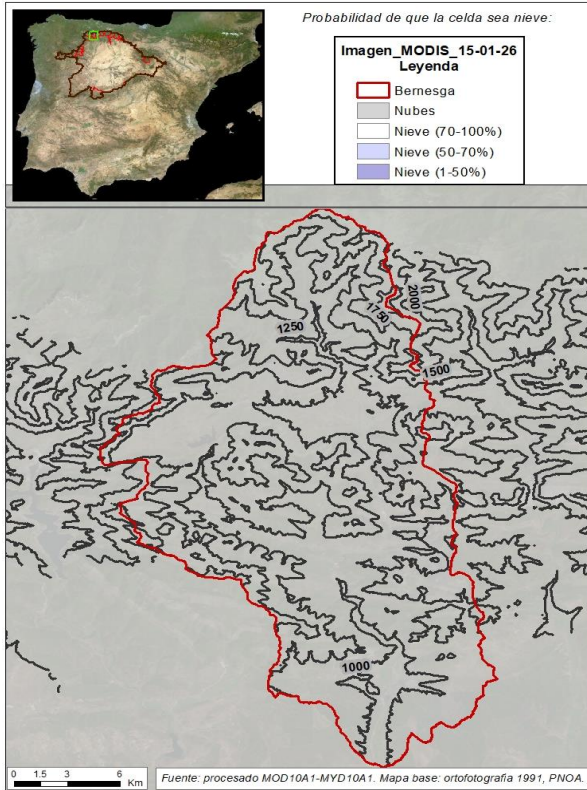 Probabilidad de que la celda sea nieve:
Imagen_MODIS_15-01-26
Leyenda
Bernesga
Nubes
Nieve (70-100%)
Nieve (50-70%)
Nieve (1-50%)
2000
1750
1250
1500
1000
0 1.5 3 6
Km
Fuente: procesado MOD10A1-MYD10A1. Mapa base: ortofotografía 1991, PNOA.